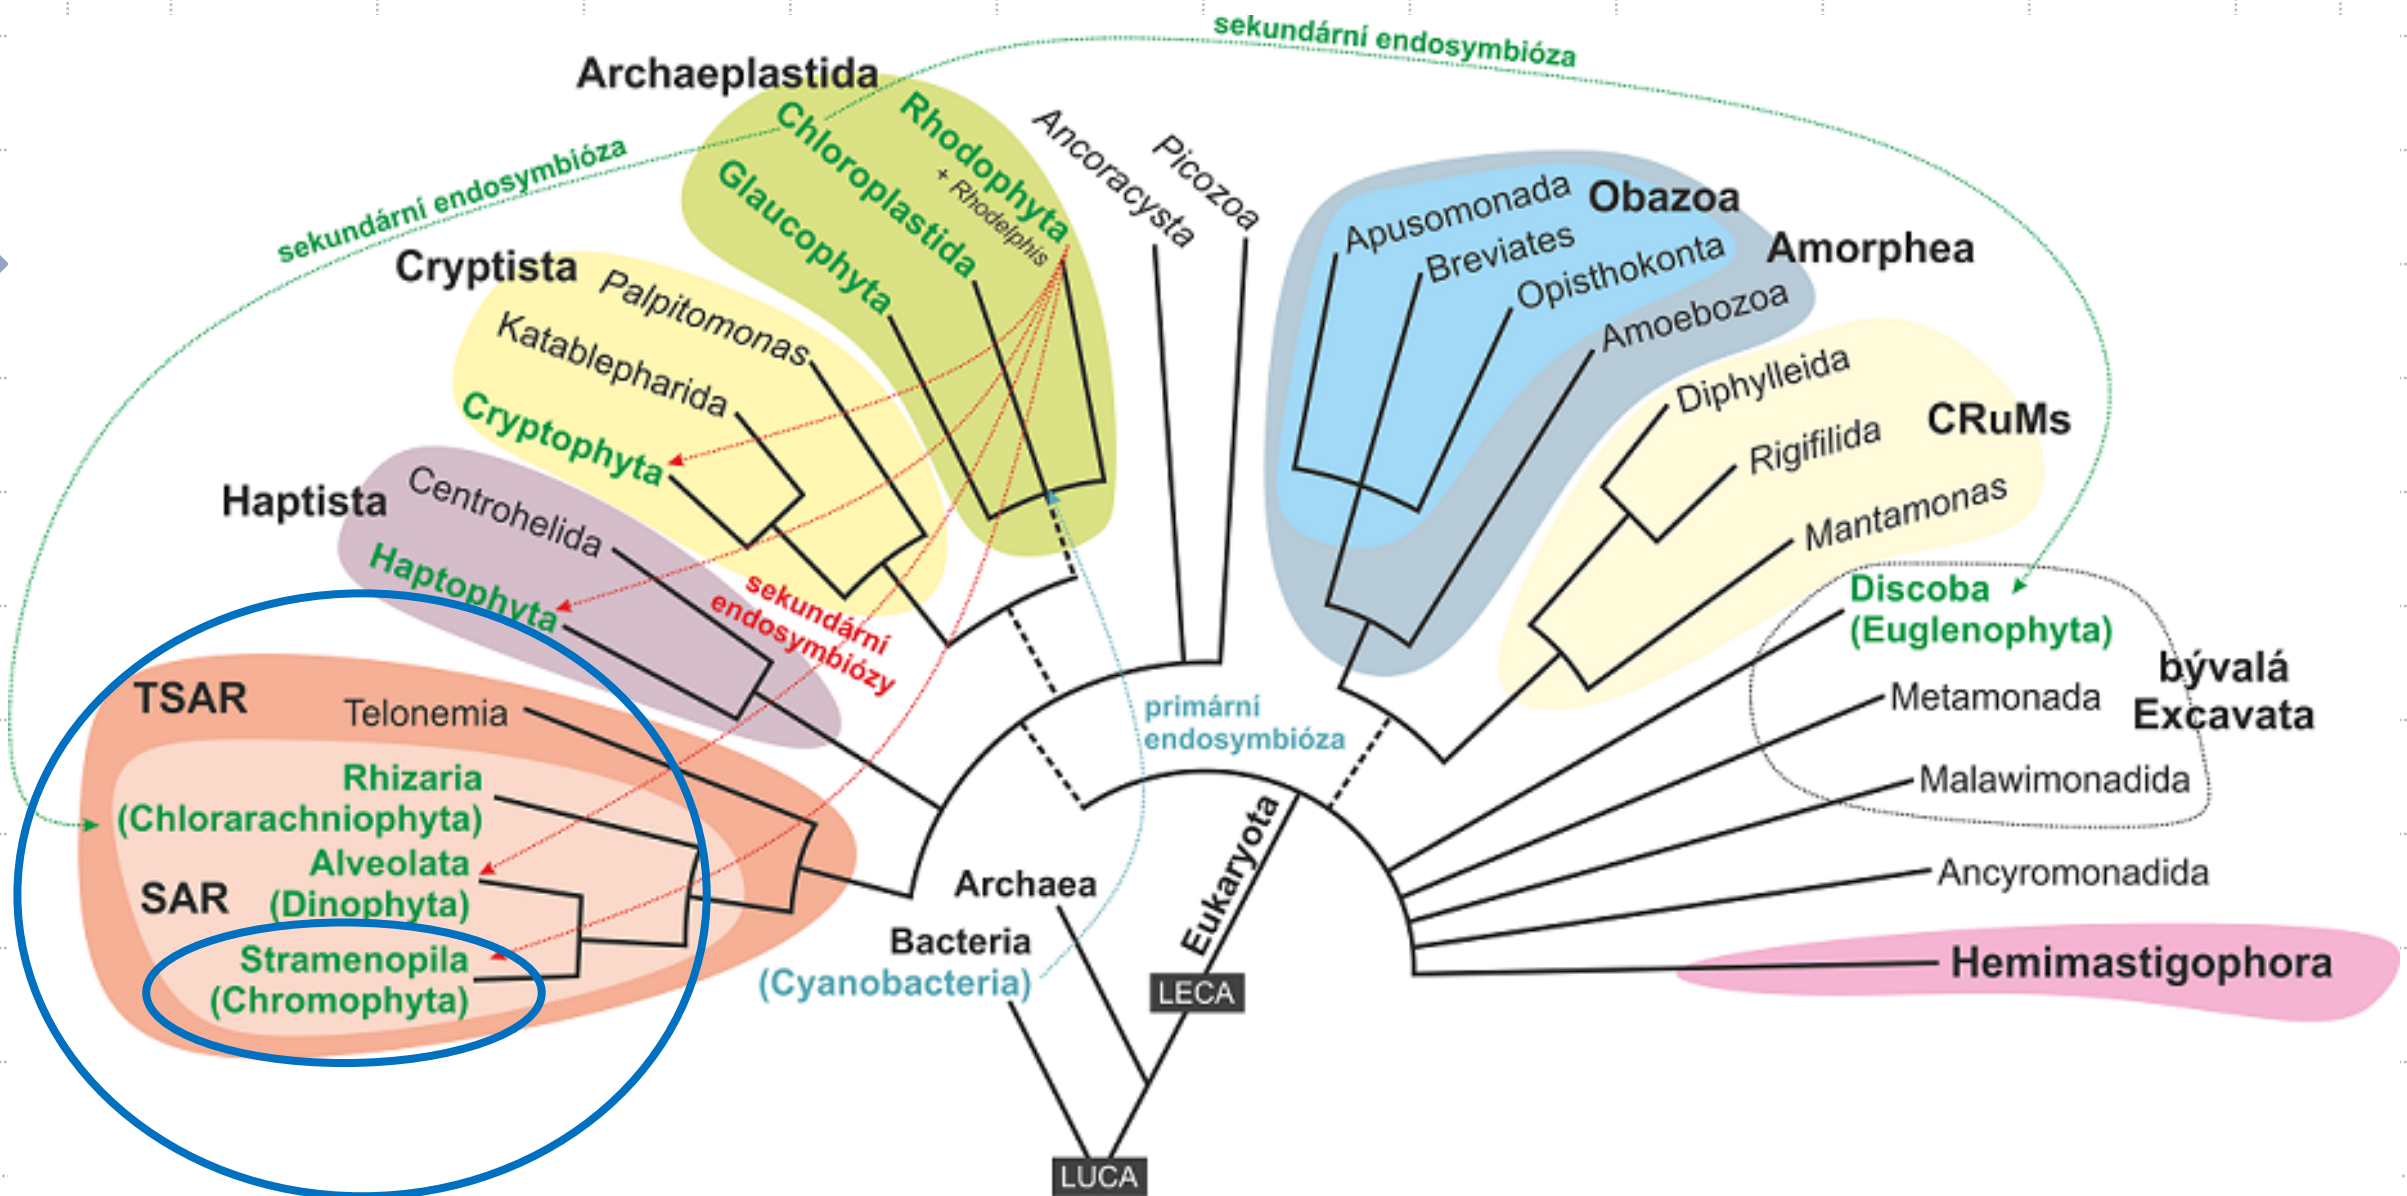 sekundární endosymbióza
Archaeplastida
Rhodophyta
+ Rhodelphis
Chloroplastida
Glaucophyta
Ancoracysta
Picozoa
sekundární endosymbióza
Cryptista
Palpitomonas
Katablepharida
Cryptophyta
Haptista
Centrohelida
Haptophyta
sekundární
endosymbiózy
TSAR
Telonemia
Rhizaria
(Chlorarachniophyta)
Alveolata
(Dinophyta)
SAR
Stramenopila
(Chromophyta)
Apusomonada
Obazoa
Breviates
Opisthokonta
Amorphea
Amoebozoa
Diphylleida
CRuMs
Rigifilida
Mantamonas
Discoba
(Euglenophyta)
bývalá
Excavata
Metamonada
Malawimonadida
Ancyromonadida
Hemimastigophora
primární
endosymbióza
Archaea
Bacteria
(Cyanobacteria)
Eukaryota
LECA
LUCA